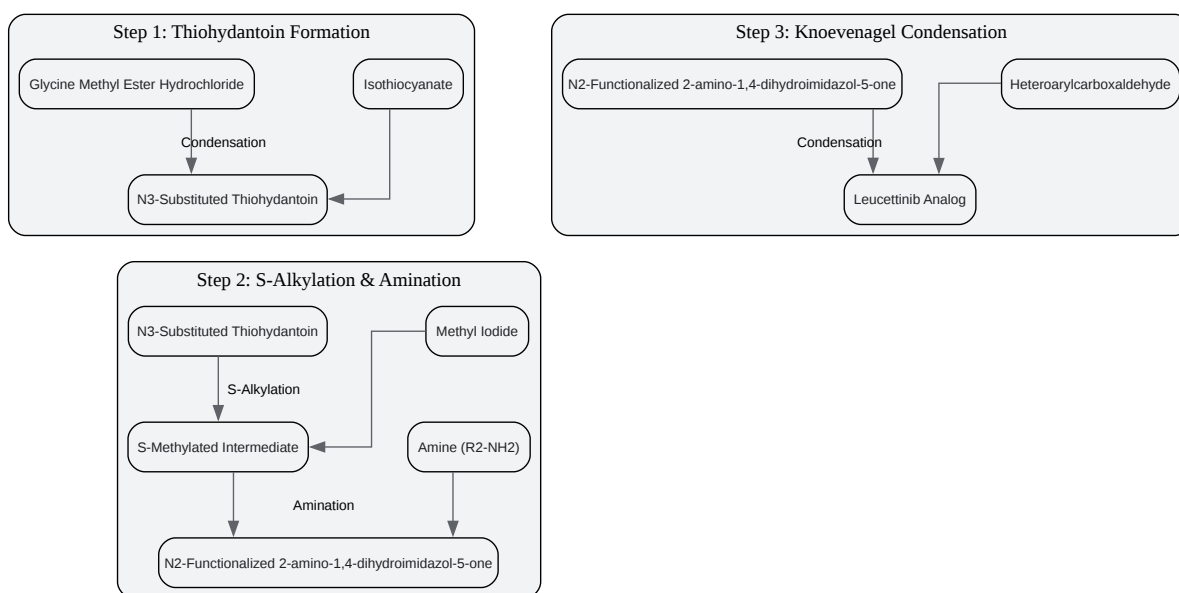 Step 1: Thiohydantoin Formation
Glycine Methyl Ester Hydrochloride
Isothiocyanate
Condensation
N3-Substituted Thiohydantoin
Step 3: Knoevenagel Condensation
N2-Functionalized 2-amino-1,4-dihydroimidazol-5-one
Heteroarylcarboxaldehyde
Condensation
Leucettinib Analog
Step 2: S-Alkylation & Amination
N3-Substituted Thiohydantoin
Methyl Iodide
S-Alkylation
S-Methylated Intermediate
Amine (R2-NH2)
Amination
N2-Functionalized 2-amino-1,4-dihydroimidazol-5-one